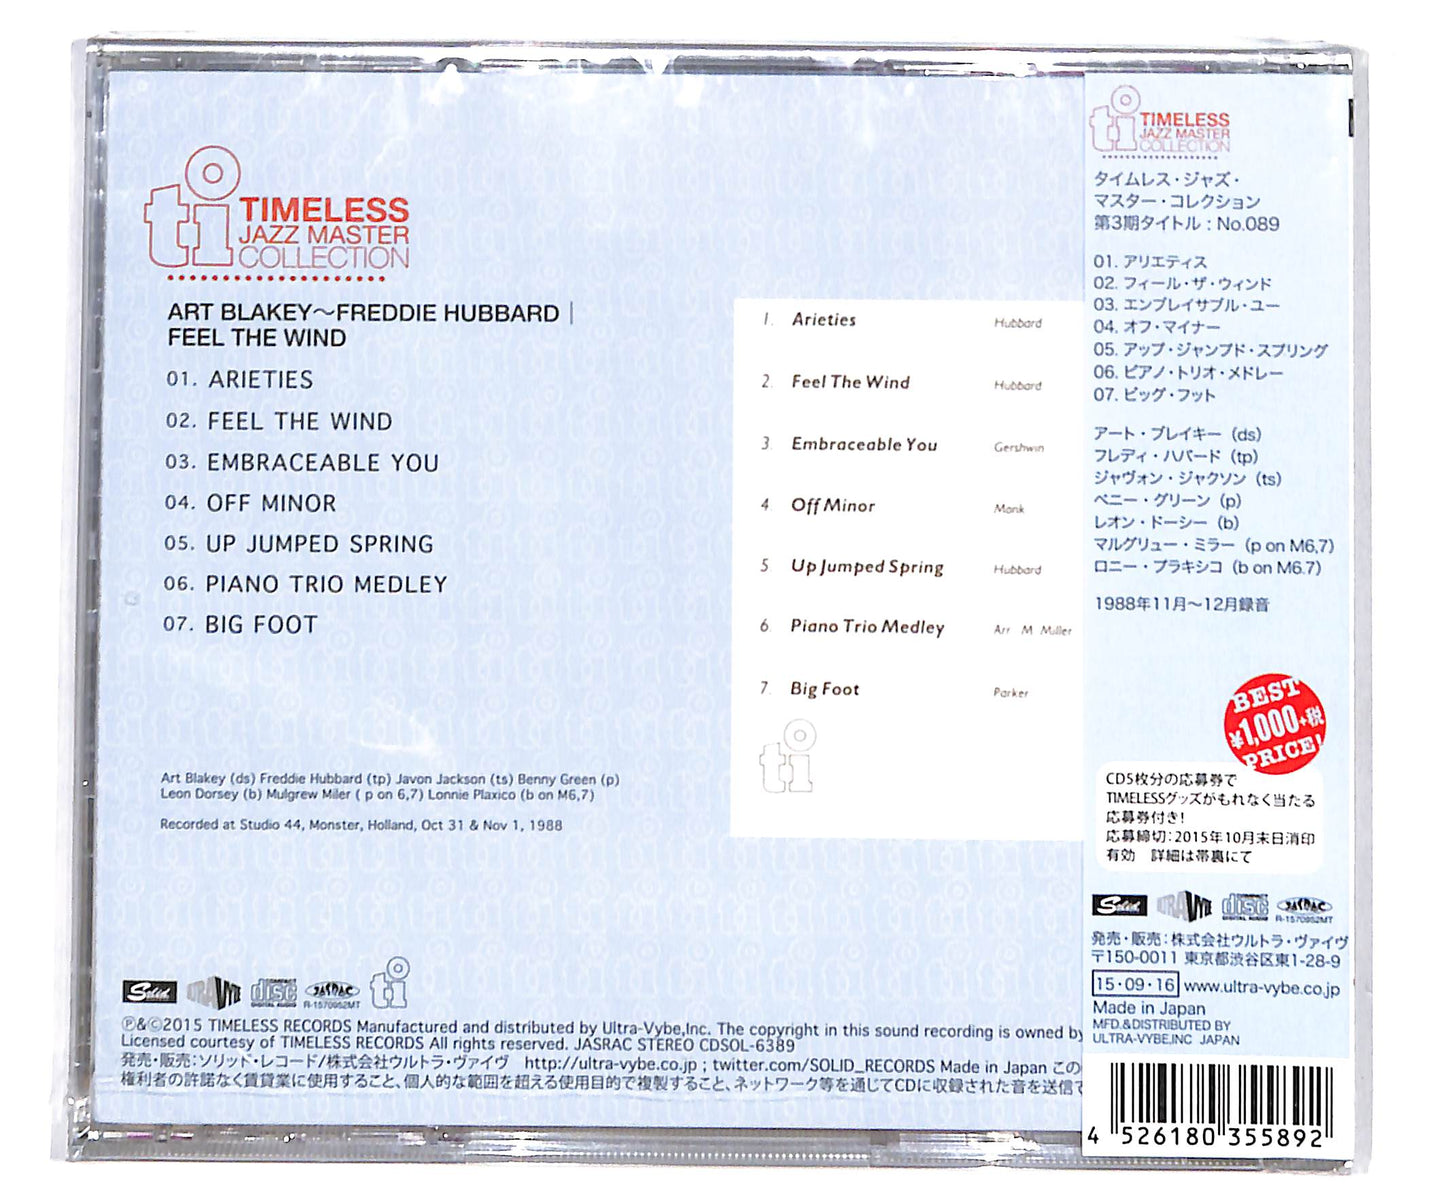 TIMELESS
JAZZ MASTER
COLLECTION
ART BLAKEY～FREDDIE HUBBARD |
FEEL THE WIND
01. ARIETIES
02. FEEL THE WIND
03. EMBRACEABLE YOU
04. OFF MINOR
05. UP JUMPED SPRING
06. PIANO TRIO MEDLEY
07. BIG FOOT
Art Blakey (ds) Freddie Hubbard (tp) Javon Jackson (ts) Benny Green (p)
Leon Dorsey (b) Mulgrew Miler ( p on 6,7) Lonnie Plaxico (b on M6,7)
Recorded at Studio 44, Monster, Holland, Oct 31 & Nov 1, 1988
1. Arieties Hubbard
2. Feel The Wind Hubbard
3. Embraceable You Gershwin
4. Off Minor Monk
5. Up Jumped Spring Hubbard
6. Piano Trio Medley Arr M Miller
7. Big Foot Parker
ti
Solid ULTRA-VYBE COMPACT disc DIGITAL AUDIO JASRAC R-1570952MT ti
Ⓟ&©2015 TIMELESS RECORDS Manufactured and distributed by Ultra-Vybe,Inc. The copyright in this sound recording is owned by
Licensed courtesy of TIMELESS RECORDS All rights reserved. JASRAC STEREO CDSOL-6389
発売・販売：ソリッド・レコード/株式会社ウルトラ・ヴァイヴ http://ultra-vybe.co.jp ; twitter.com/SOLID_RECORDS Made in Japan この
権利者の許諾なく賃貸業に使用すること、個人的な範囲を超える使用目的で複製すること、ネットワーク等を通じてCDに収録された音を送信で
TIMELESS
JAZZ MASTER
COLLECTION
タイムレス・ジャズ・
マスター・コレクション
第3期タイトル : No.089
01. アリエティス
02. フィール・ザ・ウィンド
03. エンブレイサブル・ユー
04. オフ・マイナー
05. アップ・ジャンプド・スプリング
06. ピアノ・トリオ・メドレー
07. ビッグ・フット
アート・ブレイキー (ds)
フレディ・ハバード (tp)
ジャヴォン・ジャクソン (ts)
ベニー・グリーン (p)
レオン・ドーシー (b)
マルグリュー・ミラー (p on M6,7)
ロニー・プラキシコ (b on M6.7)
1988年11月～12月録音
BEST
¥1,000+税
PRICE!
CD5枚分の応募券で
TIMELESSグッズがもれなく当たる
応募券付き!
応募締切：2015年10月末日消印
有効 詳細は帯裏にて
Solid ULTRA-VYBE COMPACT disc DIGITAL AUDIO JASRAC R-1570952MT
発売・販売：株式会社ウルトラ・ヴァイヴ
〒150-0011 東京都渋谷区東1-28-9
15・09・16 www.ultra-vybe.co.jp
Made in Japan
MFD.&DISTRIBUTED BY
ULTRA-VYBE,INC JAPAN
4 526180 355892